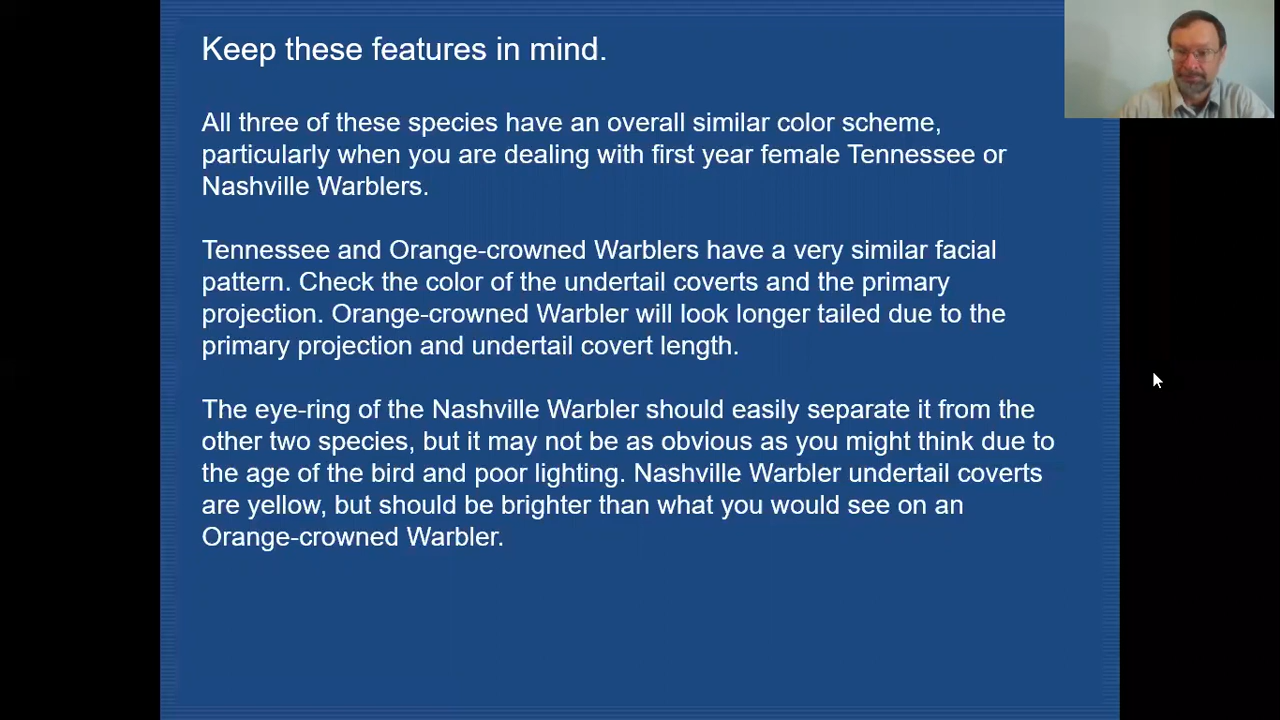 Keep these features in mind.
All three of these species have an overall similar color scheme,
particularly when you are dealing with first year female Tennessee or
Nashville Warblers.
Tennessee and Orange-crowned Warblers have a very similar facial
pattern. Check the color of the undertail coverts and the primary
projection. Orange-crowned Warbler will look longer tailed due to the
primary projection and undertail covert length.
The eye-ring of the Nashville Warbler should easily separate it from the
other two species, but it may not be as obvious as you might think due to
the age of the bird and poor lighting. Nashville Warbler undertail coverts
are yellow, but should be brighter than what you would see on an
Orange-crowned Warbler.